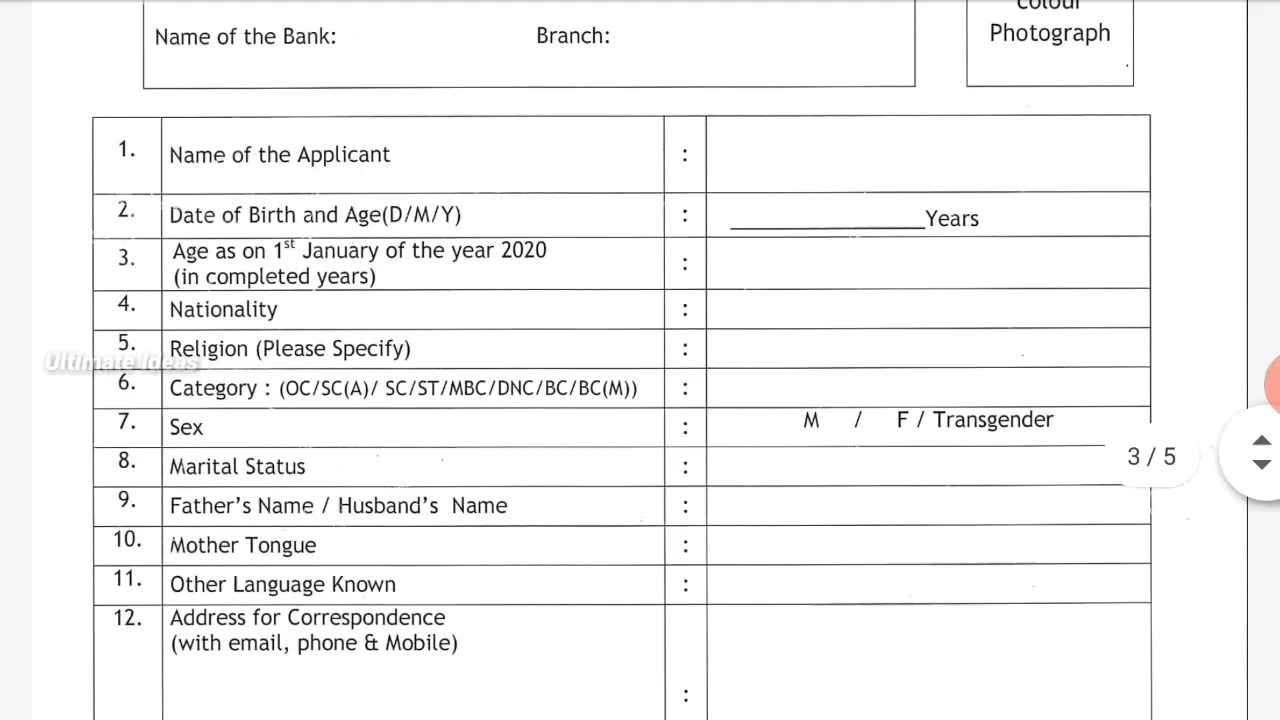 colour
Name of the Bank: Branch:
Photograph
1. Name of the Applicant :
2. Date of Birth and Age(D/M/Y) : ____________________Years
3. Age as on 1st January of the year 2020
(in completed years) :
4. Nationality :
5. Religion (Please Specify) :
Ultimate Ideas
6. Category : (OC/SC(A)/ SC/ST/MBC/DNC/BC/BC(M)) :
7. Sex : M / F / Transgender
8. Marital Status :
3 / 5
9. Father's Name / Husband's Name :
10. Mother Tongue :
11. Other Language Known :
12. Address for Correspondence
(with email, phone & Mobile)
: